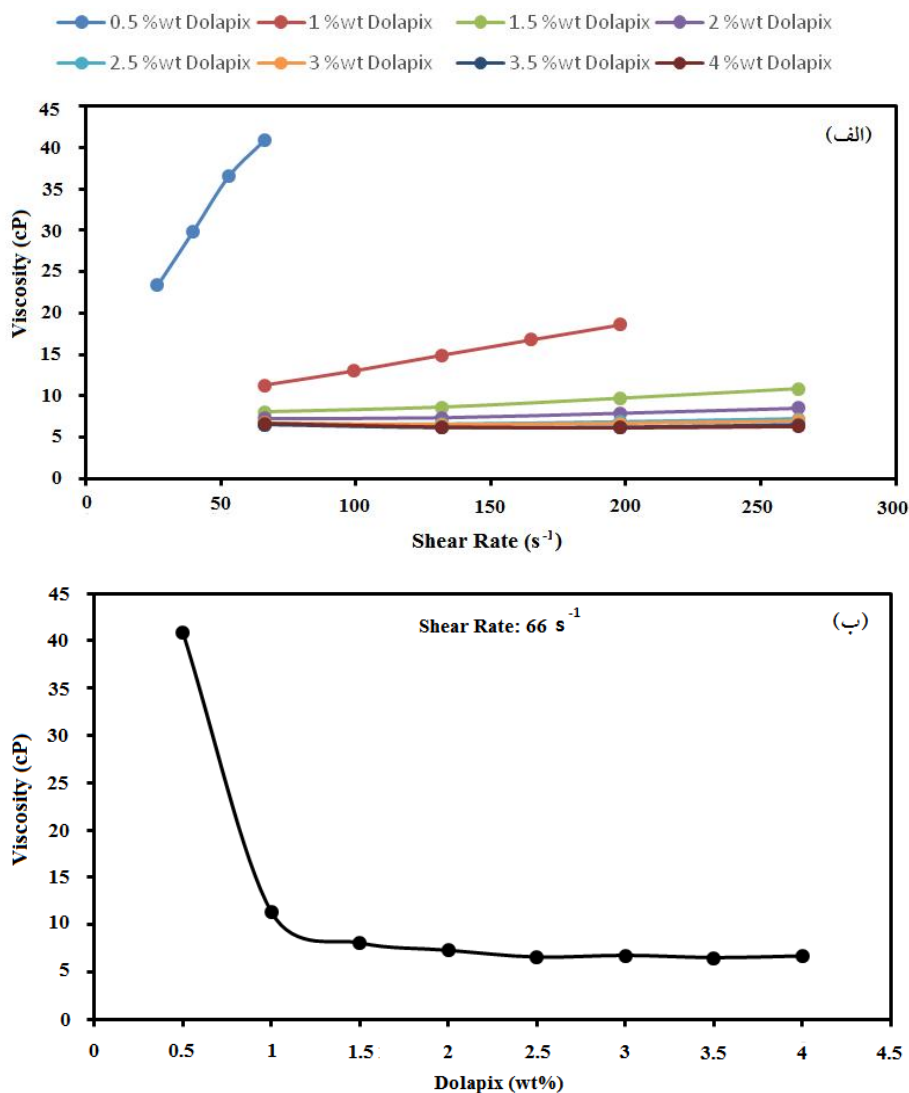 0.5 %wt Dolapix 1 %wt Dolapix 1.5 %wt Dolapix 2 %wt Dolapix
2.5 %wt Dolapix 3 %wt Dolapix 3.5 %wt Dolapix 4 %wt Dolapix
(الف)
Viscosity (cP)
45
40
35
30
25
20
15
10
5
0
0 50 100 150 200 250 300
Shear Rate (s⁻¹)
(ب)
Shear Rate: 66 s⁻¹
Viscosity (cP)
45
40
35
30
25
20
15
10
5
0
0 0.5 1 1.5 2 2.5 3 3.5 4 4.5
Dolapix (wt%)